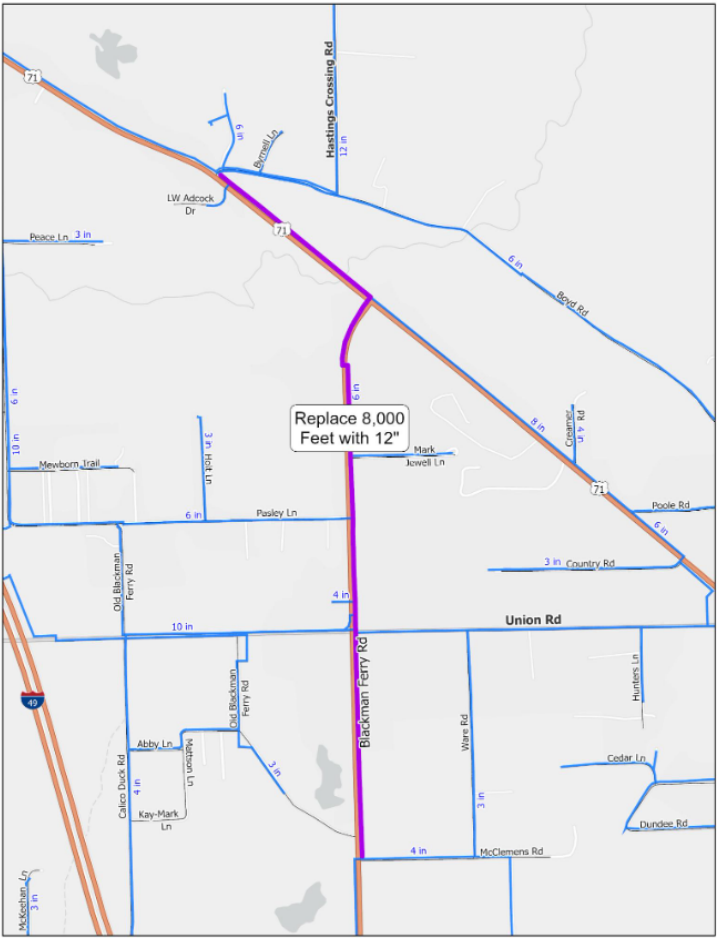 71
Hastings Crossing Rd
12 in
6 in
Byrnell Ln
LW Adcock
Dr
71
Peace Ln
3 in
6 in
Boyd Rd
6 in
6 in
Replace 8,000
Feet with 12"
10 in
3 in
Holt Ln
Mewborn Trail
Mark
Jewell Ln
8 in
Creamer
Rd
4 in
71
6 in
Pasley Ln
Poole Rd
6 in
3 in
Country Rd
Old Blackman
Ferry Rd
4 in
10 in
Union Rd
Blackman Ferry Rd
49
Old Blackman
Ferry Rd
Ware Rd
Hunters Ln
Abby Ln
Mattson Ln
3 in
Calico Duck Rd
4 in
Cedar Ln
3 in
Kay-Mark
Ln
Dundee Rd
4 in
McClemens Rd
McKeehan Ln
3 in